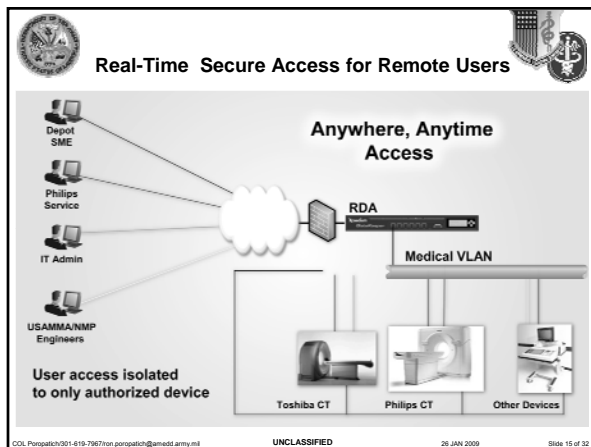 Real-Time Secure Access for Remote Users
Anywhere, Anytime
Access
Depot
SME
Philips
Service
IT Admin
USAMMA/NMP
Engineers
RDA
Medical VLAN
User access isolated
to only authorized device
Toshiba CT
Philips CT
Other Devices
COL Poropatich/301-619-7967/ron.poropatich@amedd.army.mil
UNCLASSIFIED
26 JAN 2009
Slide 15 of 32